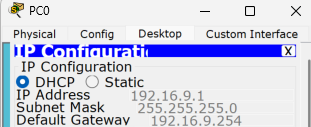 PC0
Physical Config Desktop Custom Interface
IP Configurati X
IP Configuration
DHCP Static
IP Address 192.16.9.1
Subnet Mask 255.255.255.0
Default Gateway 192.16.9.254